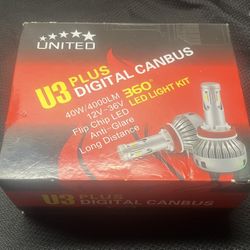 UNITED
U3 PLUS
DIGITAL CANBUS
40W/4000LM 360°
12V~36V LED LIGHT KIT
Flip Chip LED
Anti-Glare
Long Distance
U3 PLUS
DIGITAL CANBUS